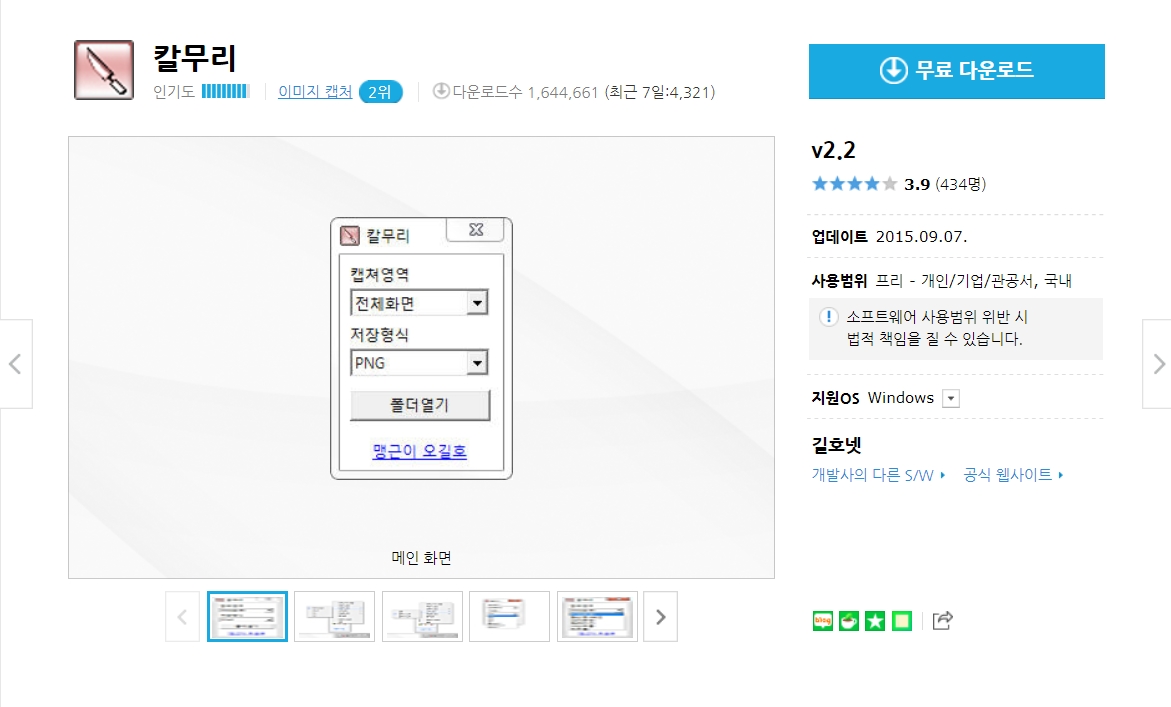 칼무리
인기도 이미지 캡처 2위 다운로드수 1,644,661 (최근 7일:4,321)
무료 다운로드
칼무리
캡쳐영역
전체화면
저장형식
PNG
폴더열기
맹근이 오길호
메인 화면
v2.2
3.9 (434명)
업데이트 2015.09.07.
사용범위 프리 - 개인/기업/관공서, 국내
소프트웨어 사용범위 위반 시
법적 책임을 질 수 있습니다.
지원OS Windows
길호넷
개발사의 다른 S/W 공식 웹사이트
blog